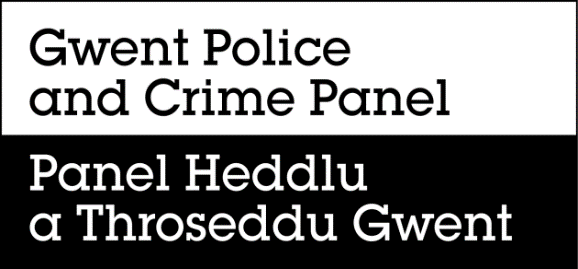 Gwent Police
and Crime Panel
Panel Heddlu
a Throseddu Gwent